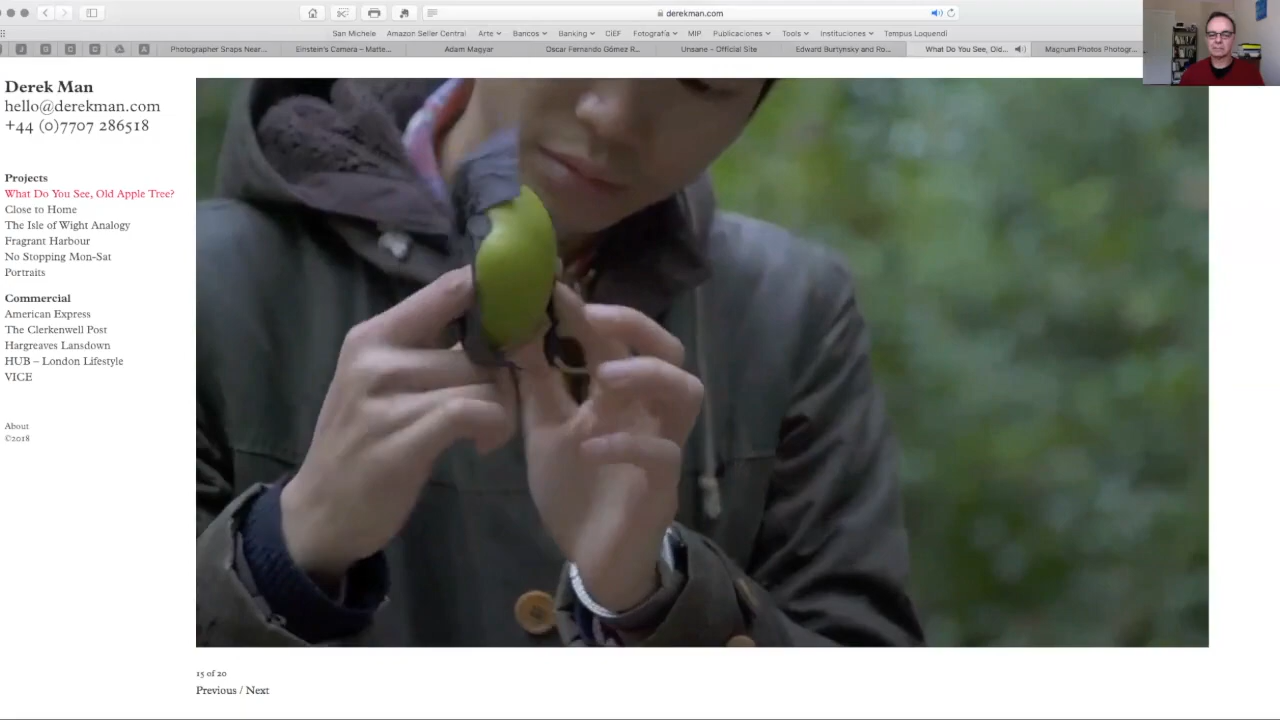 derekman.com
San Michele Amazon Seller Central Arte Bancos Banking CIEF Fotografía MIP Publicaciones Tools Instituciones Tempus Loquendi
J D C C A Photographer Snaps Near... Einstein's Camera – Matte... Adam Magyar Oscar Fernando Gómez R... Unsane – Official Site Edward Burtynsky and Ro... What Do You See, Old... Magnum Photos Photogr...
Derek Man
hello@derekman.com
+44 (0)7707 286518
Projects
What Do You See, Old Apple Tree?
Close to Home
The Isle of Wight Analogy
Fragrant Harbour
No Stopping Mon-Sat
Portraits
Commercial
American Express
The Clerkenwell Post
Hargreaves Lansdown
HUB – London Lifestyle
VICE
About
©2018
15 of 20
Previous / Next